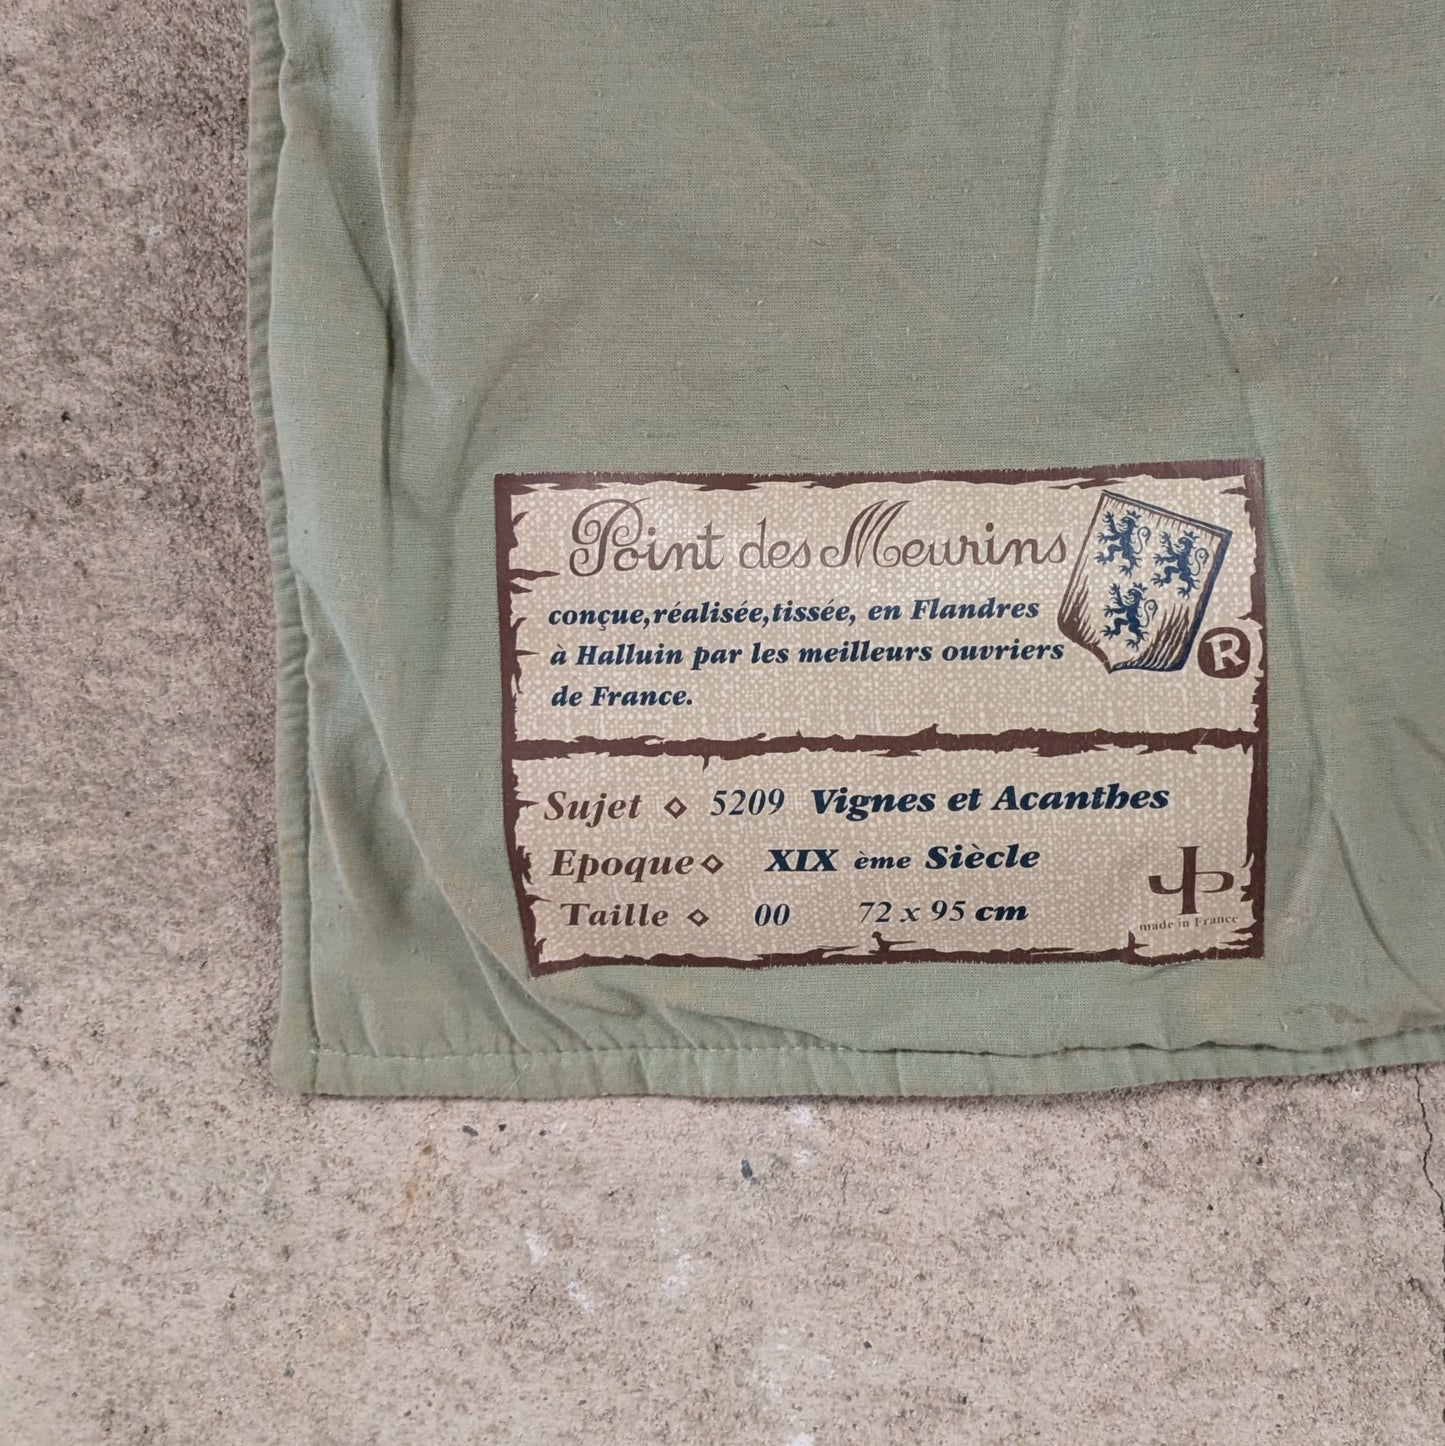 Point des Meurins
conçue,réalisée,tissée, en Flandres
à Halluin par les meilleurs ouvriers
de France.
R
Sujet ◇ 5209 Vignes et Acanthes
Epoque ◇ XIX ème Siècle
Taille ◇ 00 72 x 95 cm
JP
made in France